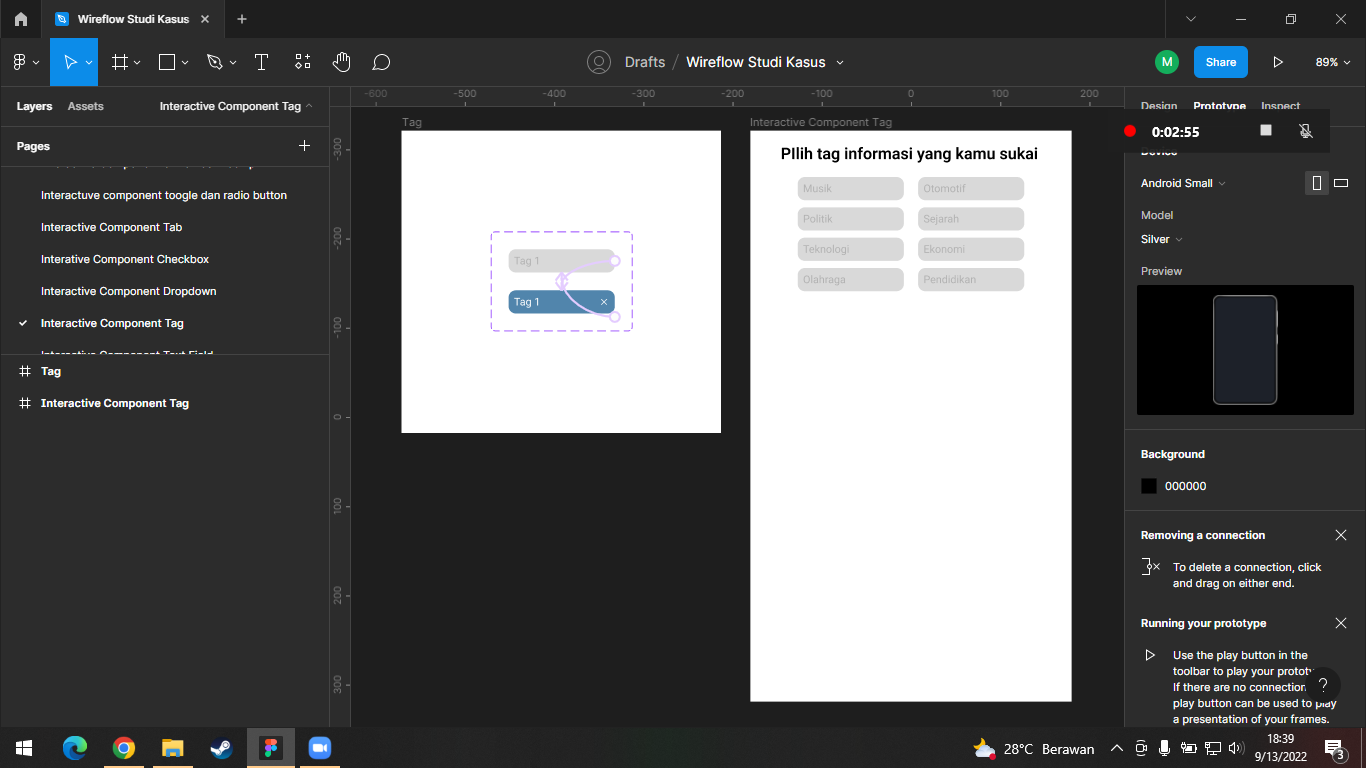 Wireflow Studi Kasus
Drafts / Wireflow Studi Kasus
M
Share
89%
Layers
Assets
Interactive Component Tag
Pages
Interactuve component toogle dan radio button
Interactive Component Tab
Interative Component Checkbox
Interactive Component Dropdown
Interactive Component Tag
Interactive Component Text Field
Tag
Interactive Component Tag
-600 -500 -400 -300 -200 -100 0 100 200
-300
-200
-100
0
100
200
300
Tag
Tag 1
Tag 1
Interactive Component Tag
PIlih tag informasi yang kamu sukai
Musik
Otomotif
Politik
Sejarah
Teknologi
Ekonomi
Olahraga
Pendidikan
Design
Prototype
Inspect
0:02:55
Device
Android Small
Model
Silver
Preview
Background
000000
Removing a connection
To delete a connection, click
and drag on either end.
Running your prototype
Use the play button in the
toolbar to play your
If there are no
play button can be used to play
a presentation of your frames.
?
28°C Berawan
18:39
9/13/2022
3